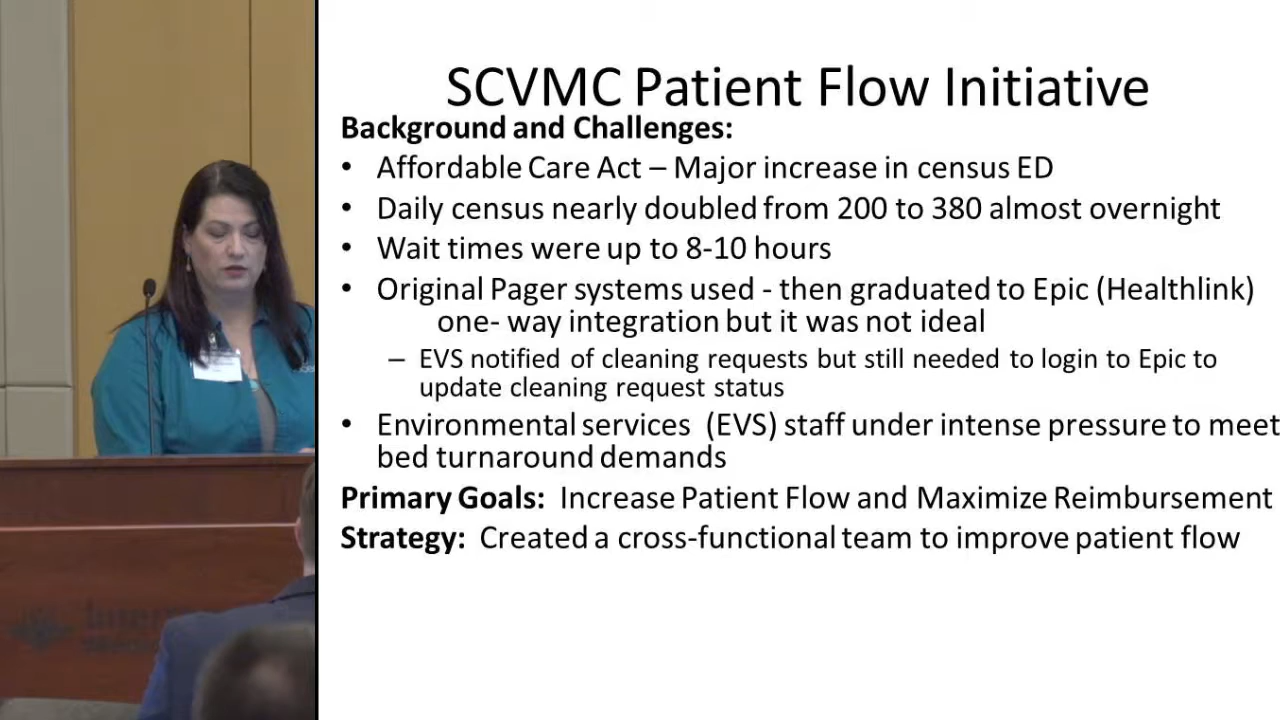 SCVMC Patient Flow Initiative
Background and Challenges:
• Affordable Care Act – Major increase in census ED
• Daily census nearly doubled from 200 to 380 almost overnight
• Wait times were up to 8-10 hours
• Original Pager systems used - then graduated to Epic (Healthlink)
one- way integration but it was not ideal
– EVS notified of cleaning requests but still needed to login to Epic to
update cleaning request status
• Environmental services (EVS) staff under intense pressure to meet
bed turnaround demands
Primary Goals: Increase Patient Flow and Maximize Reimbursement
Strategy: Created a cross-functional team to improve patient flow